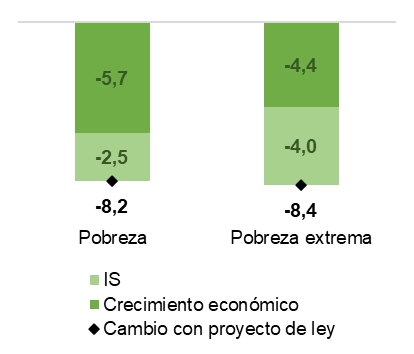 -5,7
-4,4
-2,5
-4,0
-8,2
-8,4
Pobreza
Pobreza extrema
IS
Crecimiento económico
Cambio con proyecto de ley